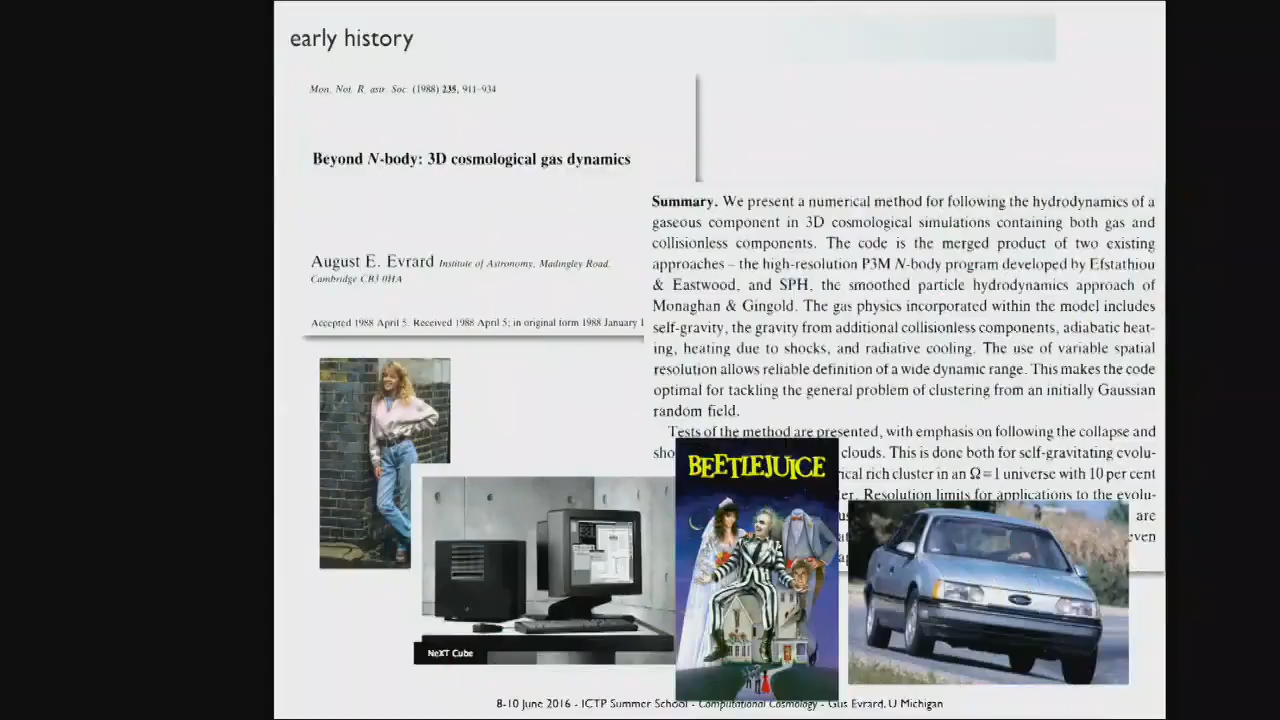 early history
Mon. Not. R. astr. Soc. (1988) 235, 911–934
Beyond N-body: 3D cosmological gas dynamics
August E. Evrard Institute of Astronomy, Madingley Road,
Cambridge CB3 0HA
Accepted 1988 April 5. Received 1988 April 5; in original form 1988 January 1
Summary. We present a numerical method for following the hydrodynamics of a
gaseous component in 3D cosmological simulations containing both gas and
collisionless components. The code is the merged product of two existing
approaches – the high-resolution P3M N-body program developed by Efstathiou
& Eastwood, and SPH, the smoothed particle hydrodynamics approach of
Monaghan & Gingold. The gas physics incorporated within the model includes
self-gravity, the gravity from additional collisionless components, adiabatic heat-
ing, heating due to shocks, and radiative cooling. The use of variable spatial
resolution allows reliable definition of a wide dynamic range. This makes the code
optimal for tackling the general problem of clustering from an initially Gaussian
random field.
Tests of the method are presented, with emphasis on following the collapse and
sho clouds. This is done both for self-gravitating evolu-
ical rich cluster in an Ω=1 universe with 10 per cent
er. Resolution limits for applications to the evolu-
us are
even
BEETLEJUICE
NeXT Cube
8-10 June 2016 - ICTP Summer School - Computational Cosmology - Gus Evrard, U Michigan